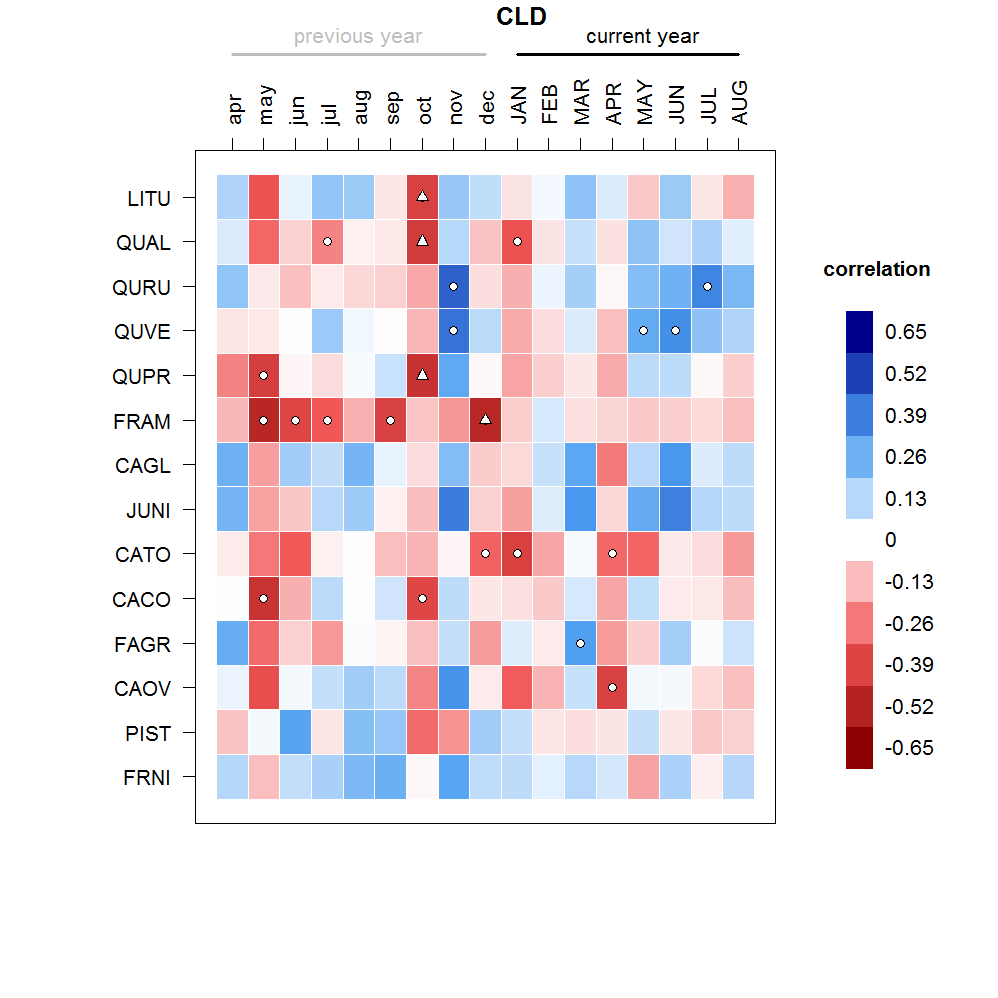 CLD
previous year current year
apr may jun jul aug sep oct nov dec JAN FEB MAR APR MAY JUN JUL AUG
LITU
QUAL
QURU
QUVE
QUPR
FRAM
CAGL
JUNI
CATO
CACO
FAGR
CAOV
PIST
FRNI
correlation
0.65
0.52
0.39
0.26
0.13
0
-0.13
-0.26
-0.39
-0.52
-0.65